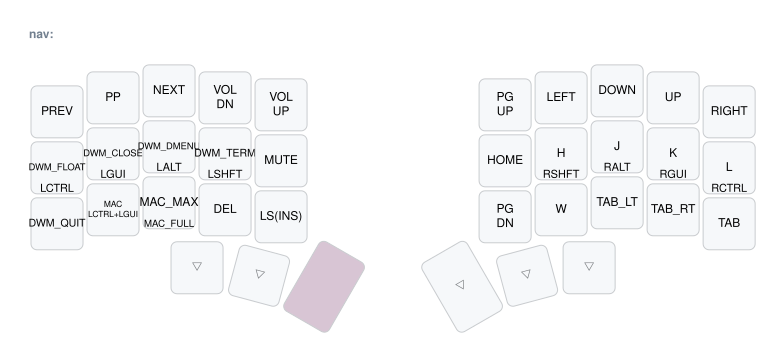 nav:
PREV
PP
NEXT
VOL
DN
VOL
UP
PG
UP
LEFT
DOWN
UP
RIGHT
DWM_FLOAT
LCTRL
DWM_CLOSE
LGUI
DWM_DMENU
LALT
DWM_TERM
LSHFT
MUTE
HOME
H
RSHFT
J
RALT
K
RGUI
L
RCTRL
DWM_QUIT
MAC
LCTRL+LGUI
MAC_MAX
MAC_FULL
DEL
LS(INS)
PG
DN
W
TAB_LT
TAB_RT
TAB